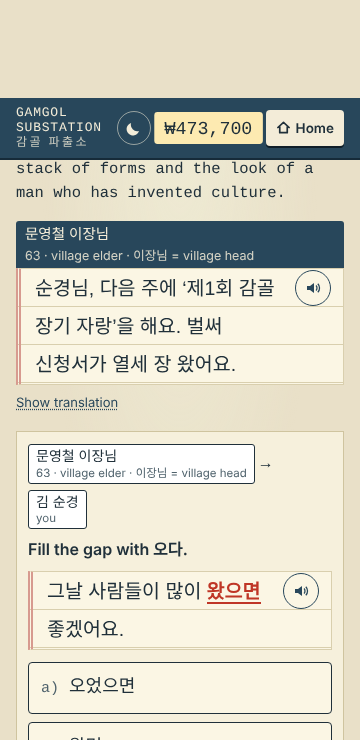 GAMGOL
SUBSTATION
감골 파출소
₩473,700
Home
stack of forms and the look of a
man who has invented culture.
문영철 이장님
63 · village elder · 이장님 = village head
순경님, 다음 주에 ‘제1회 감골
장기 자랑’을 해요. 벌써
신청서가 열세 장 왔어요.
Show translation
문영철 이장님
63 · village elder · 이장님 = village head
→
김 순경
you
Fill the gap with 오다.
그날 사람들이 많이 왔으면
좋겠어요.
a) 오었으면